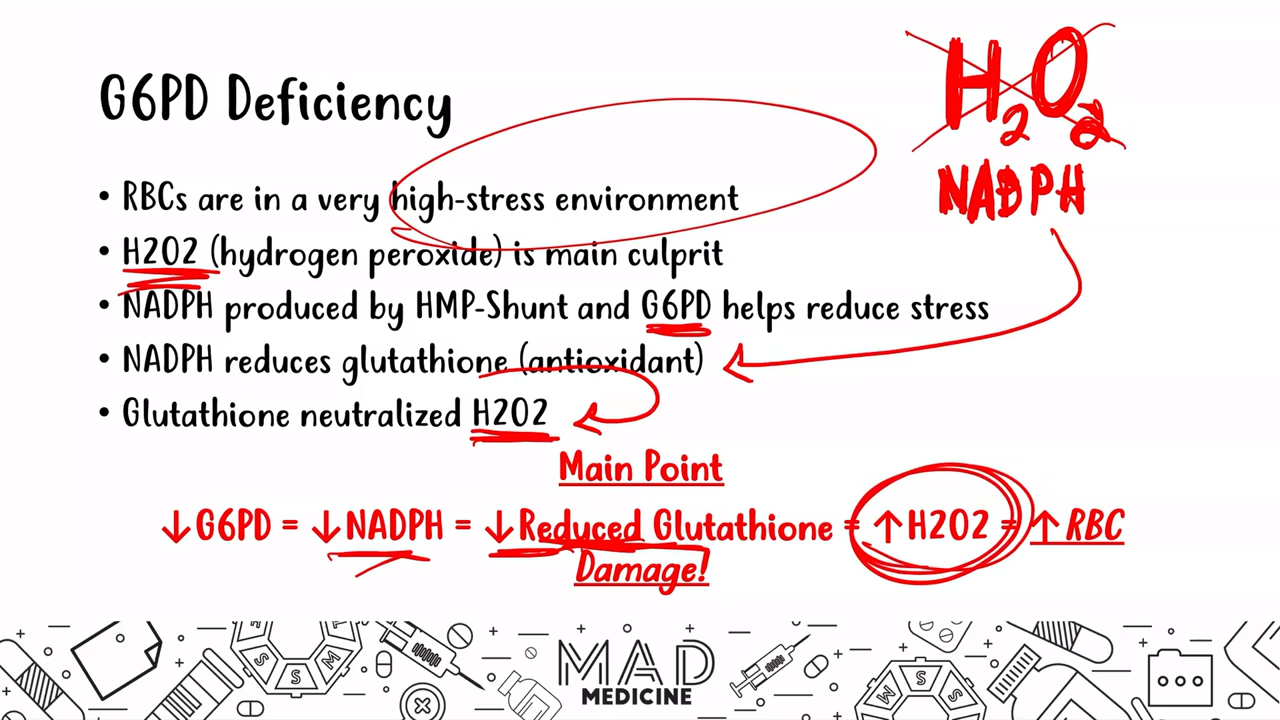 G6PD Deficiency
H2O2
NADPH
• RBCs are in a very high-stress environment
• H2O2 (hydrogen peroxide) is main culprit
• NADPH produced by HMP-Shunt and G6PD helps reduce stress
• NADPH reduces glutathione (antioxidant)
• Glutathione neutralized H2O2
Main Point
↓G6PD = ↓NADPH = ↓Reduced Glutathione = ↑H2O2 = ↑RBC
Damage!
MAD
MEDICINE
S
S
M
M
S
S